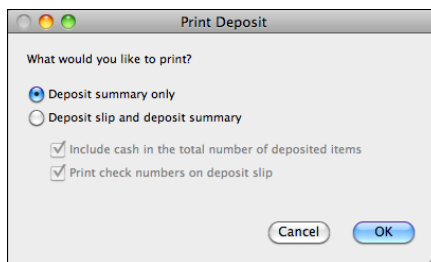 Print Deposit
What would you like to print?
Deposit summary only
Deposit slip and deposit summary
Include cash in the total number of deposited items
Print check numbers on deposit slip
Cancel
OK